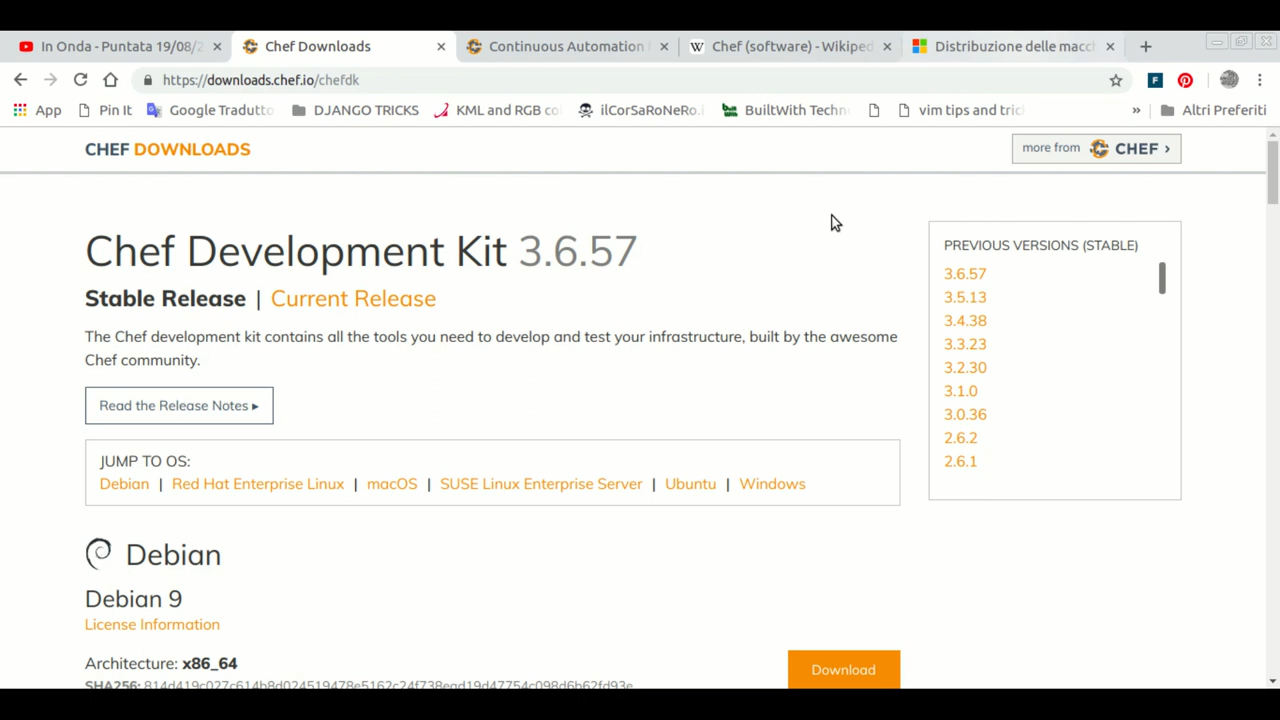 In Onda - Puntata 19/08/2
Chef Downloads
Continuous Automation
Chef (software) - Wikiped
Distribuzione delle macch
https://downloads.chef.io/chefdk
App
Pin It
Google Tradutto
DJANGO TRICKS
KML and RGB co
ilCorSaRoNeRo.i
BuiltWith Techn
vim tips and tric
»
Altri Preferiti
CHEF DOWNLOADS
more from CHEF ›
Chef Development Kit 3.6.57
Stable Release | Current Release
The Chef development kit contains all the tools you need to develop and test your infrastructure, built by the awesome
Chef community.
Read the Release Notes ▸
JUMP TO OS:
Debian | Red Hat Enterprise Linux | macOS | SUSE Linux Enterprise Server | Ubuntu | Windows
PREVIOUS VERSIONS (STABLE)
3.6.57
3.5.13
3.4.38
3.3.23
3.2.30
3.1.0
3.0.36
2.6.2
2.6.1
Debian
Debian 9
License Information
Architecture: x86_64
Download
SHA256: